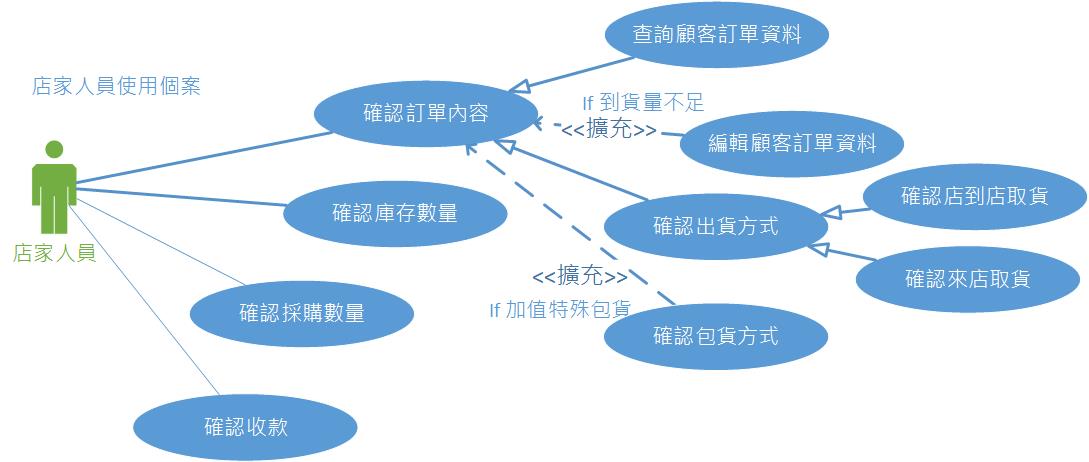 查詢顧客訂單資料
店家人員使用個案
確認訂單內容
If 到貨量不足
<<擴充>>
編輯顧客訂單資料
確認店到店取貨
確認庫存數量
確認出貨方式
店家人員
<<擴充>>
確認來店取貨
If 加值特殊包貨
確認採購數量
確認包貨方式
確認收款